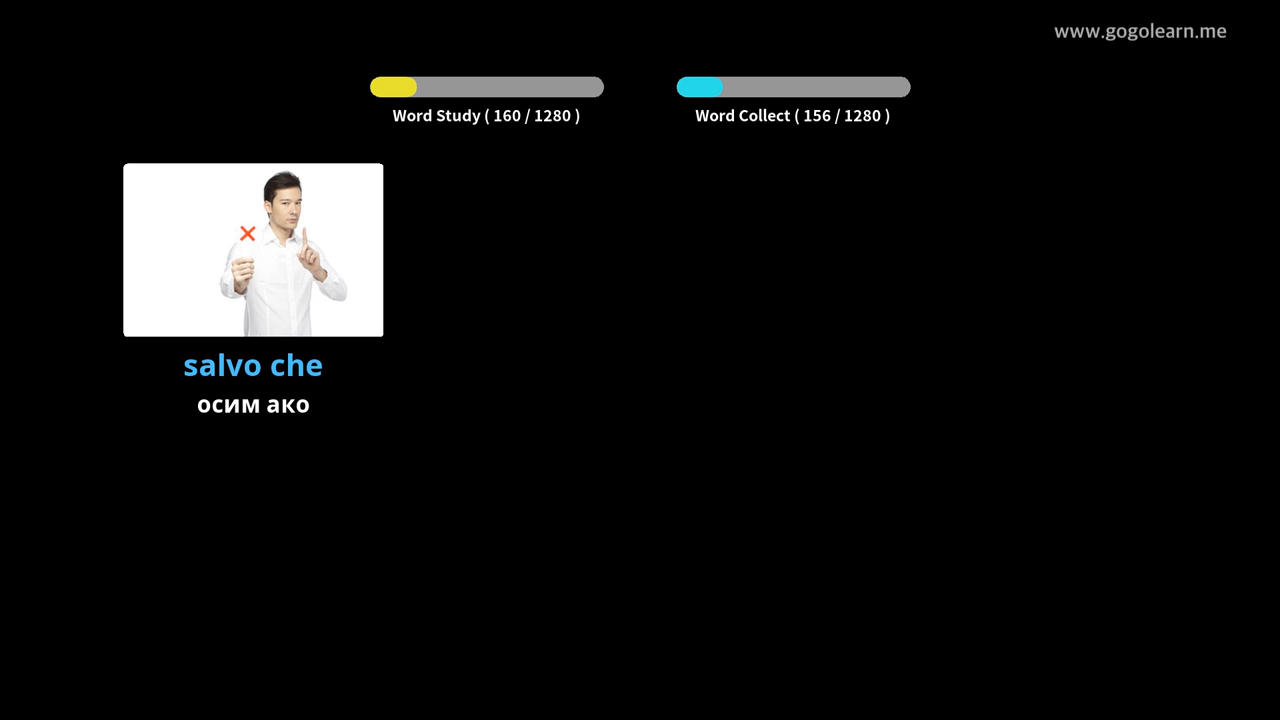 www.gogolearn.me
Word Study ( 160 / 1280 )
Word Collect ( 156 / 1280 )
salvo che
осим ако